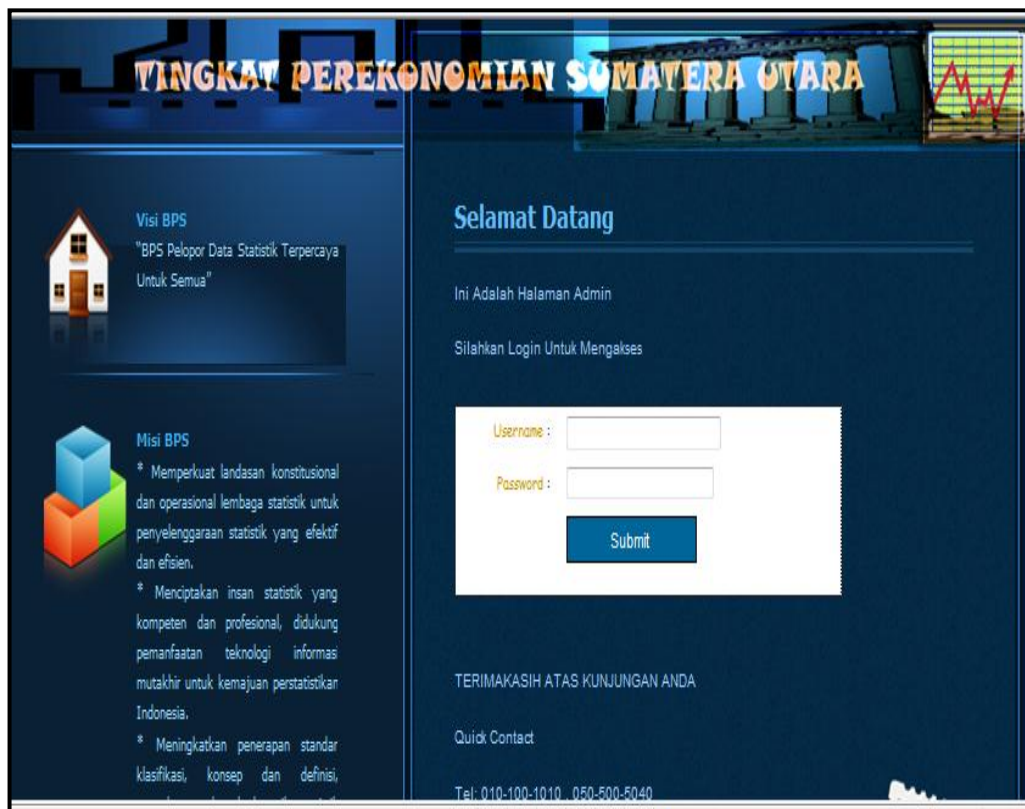 TINGKAT PEREKONOMIAN SUMATERA UTARA
Visi BPS
"BPS Pelopor Data Statistik Terpercaya
Untuk Semua"
Misi BPS
* Memperkuat landasan konstitusional
dan operasional lembaga statistik untuk
penyelenggaraan statistik yang efektif
dan efisien.
* Menciptakan insan statistik yang
kompeten dan profesional, didukung
pemanfaatan teknologi informasi
mutakhir untuk kemajuan perstatistikan
Indonesia.
* Meningkatkan penerapan standar
klasifikasi, konsep dan definisi,
Selamat Datang
Ini Adalah Halaman Admin
Silahkan Login Untuk Mengakses
Username :
Password :
Submit
TERIMAKASIH ATAS KUNJUNGAN ANDA
Quick Contact
Tel: 010-100-1010 , 050-500-5040